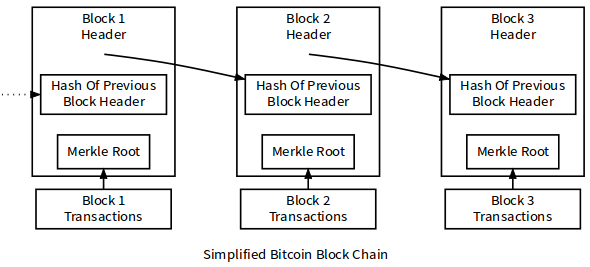 Block 1
Header
Hash Of Previous
Block Header
Merkle Root
Block 1
Transactions
Block 2
Header
Hash Of Previous
Block Header
Merkle Root
Block 2
Transactions
Block 3
Header
Hash Of Previous
Block Header
Merkle Root
Block 3
Transactions
Simplified Bitcoin Block Chain